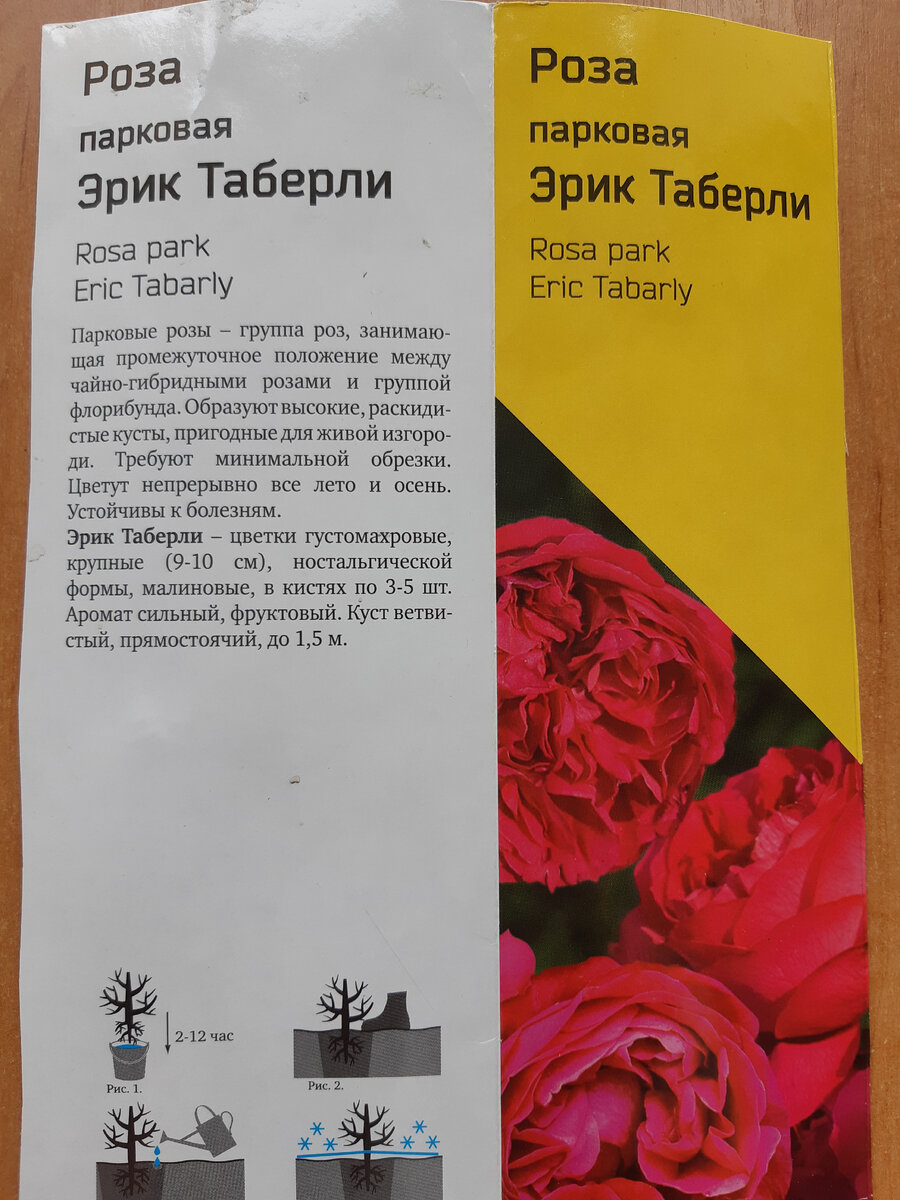 Роза
парковая
Эрик Таберли
Rosa park
Eric Tabarly
Парковые розы – группа роз, занимаю-
щая промежуточное положение между
чайно-гибридными розами и группой
флорибунда. Образуют высокие, раскиди-
стые кусты, пригодные для живой изгоро-
ди. Требуют минимальной обрезки.
Цветут непрерывно все лето и осень.
Устойчивы к болезням.
Эрик Таберли – цветки густомахровые,
крупные (9-10 см), ностальгической
формы, малиновые, в кистях по 3-5 шт.
Аромат сильный, фруктовый. Куст ветви-
стый, прямостоячий, до 1,5 м.
2-12 час
Рис. 1.
Рис. 2.
Роза
парковая
Эрик Таберли
Rosa park
Eric Tabarly